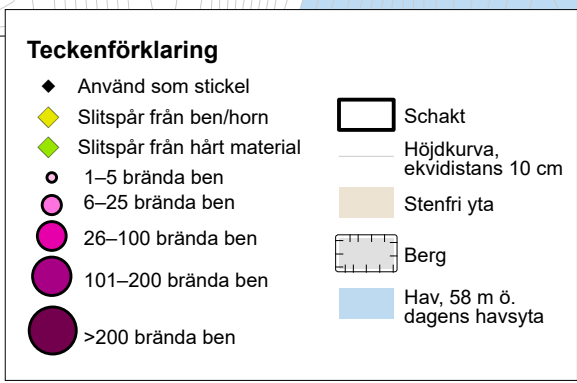 Teckenförklaring
Använd som stickel
Slitspår från ben/horn
Slitspår från hårt material
1–5 brända ben
6–25 brända ben
26–100 brända ben
101–200 brända ben
>200 brända ben
Schakt
Höjdkurva,
ekvidistans 10 cm
Stenfri yta
Berg
Hav, 58 m ö.
dagens havsyta